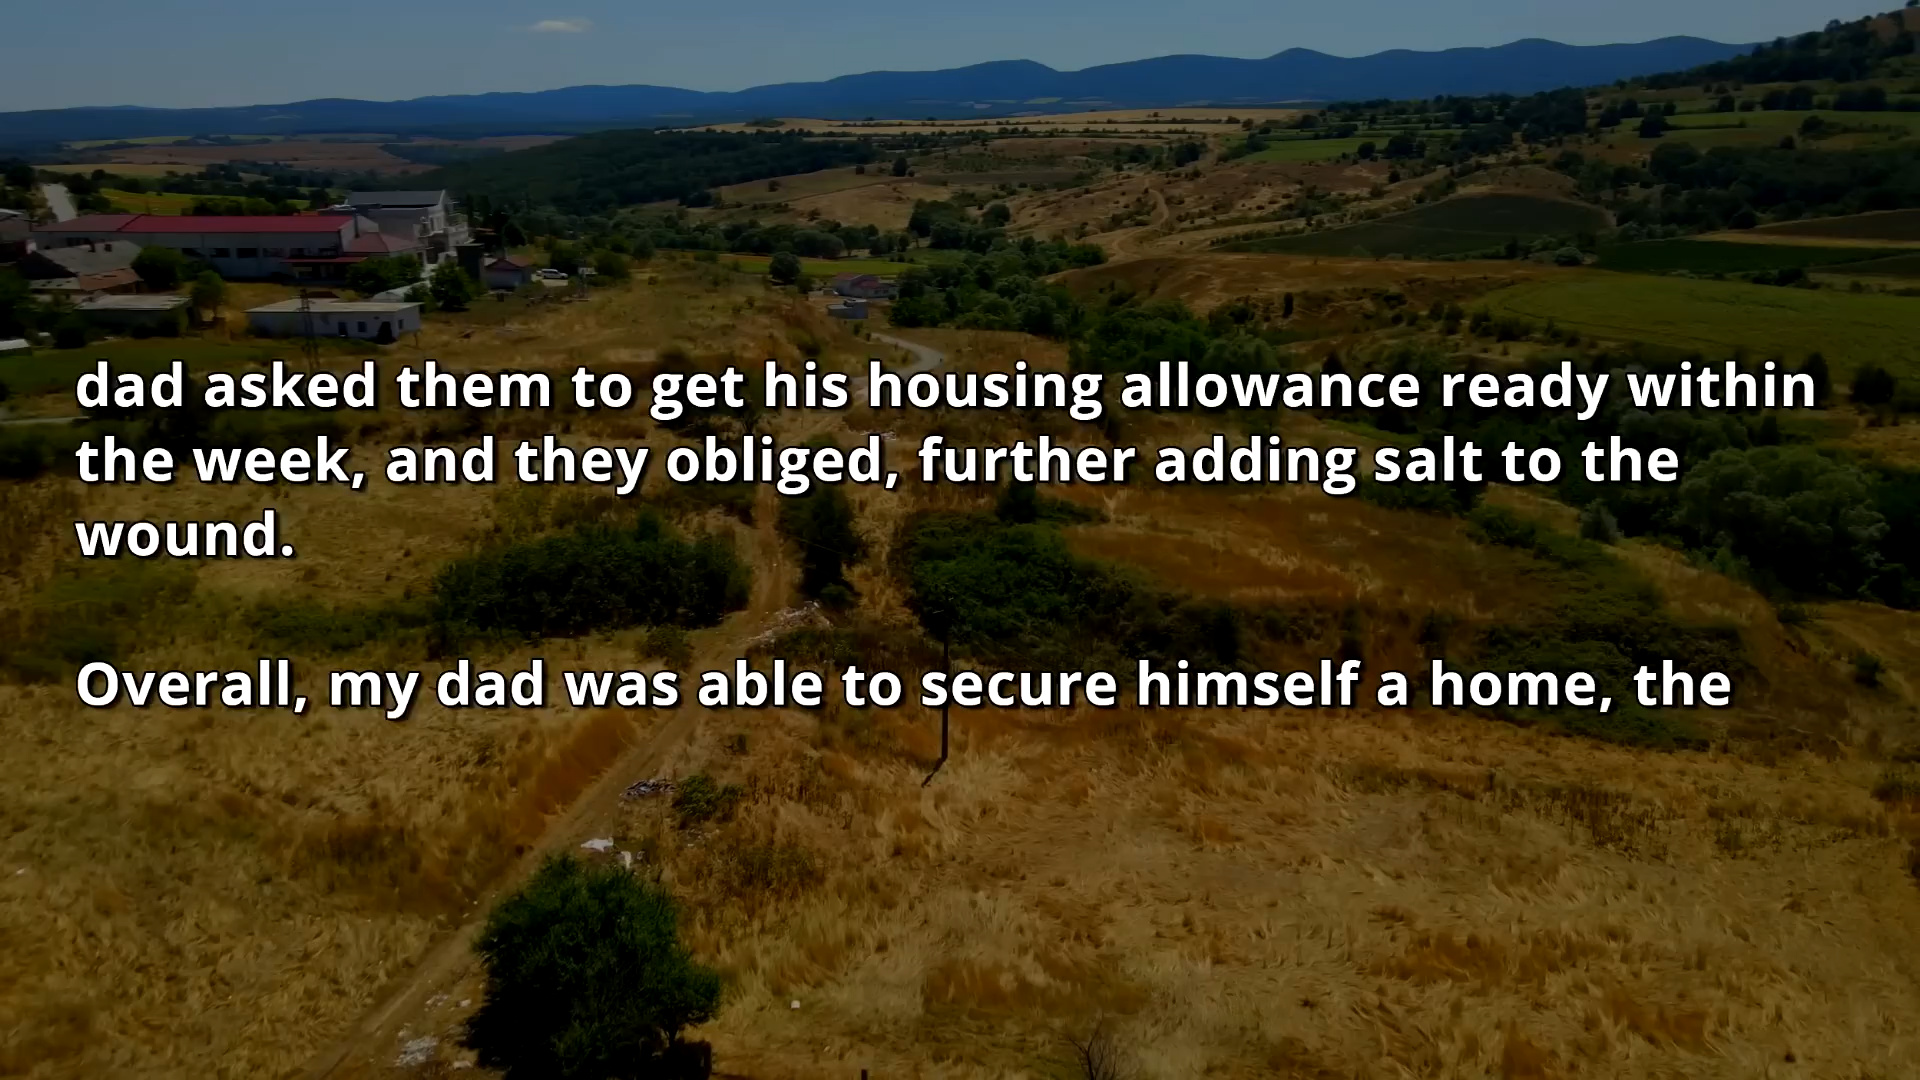 dad asked them to get his housing allowance ready within
the week, and they obliged, further adding salt to the
wound.
Overall, my dad was able to secure himself a home, the